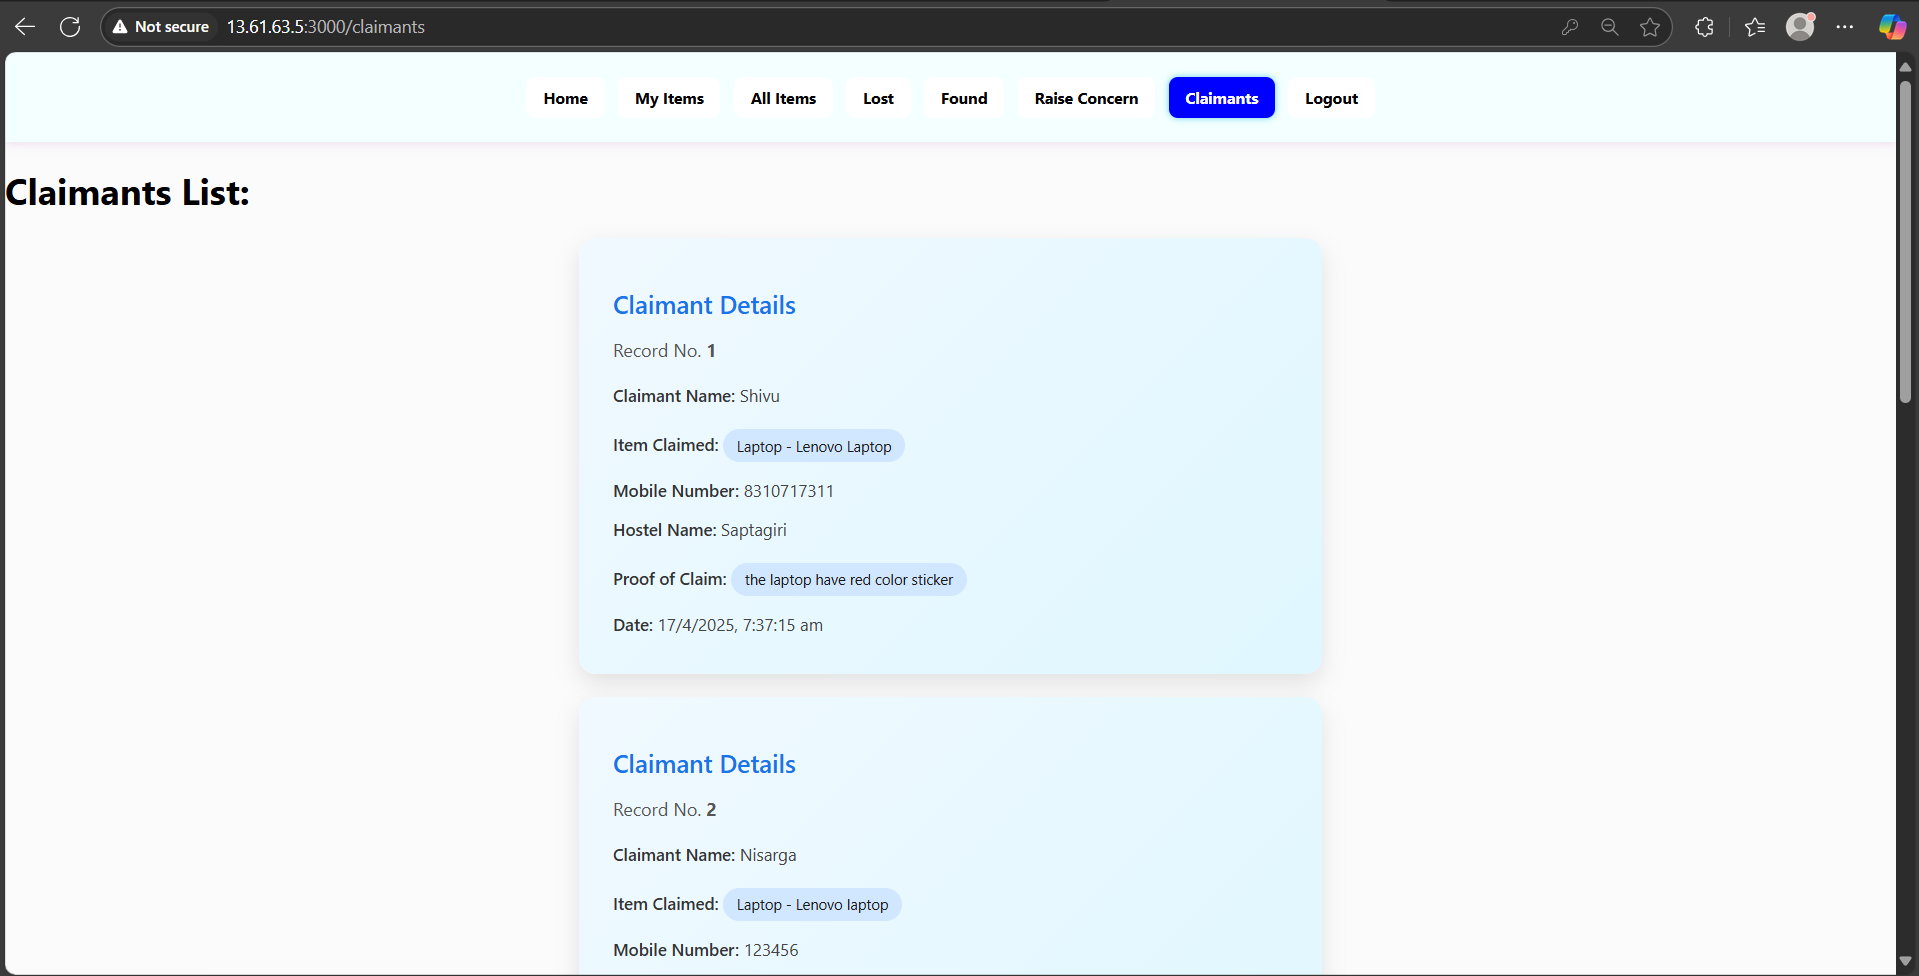 Not secure 13.61.63.5:3000/claimants
Home My Items All Items Lost Found Raise Concern Claimants Logout
Claimants List:
Claimant Details
Record No. 1
Claimant Name: Shivu
Item Claimed: Laptop - Lenovo Laptop
Mobile Number: 8310717311
Hostel Name: Saptagiri
Proof of Claim: the laptop have red color sticker
Date: 17/4/2025, 7:37:15 am
Claimant Details
Record No. 2
Claimant Name: Nisarga
Item Claimed: Laptop - Lenovo laptop
Mobile Number: 123456